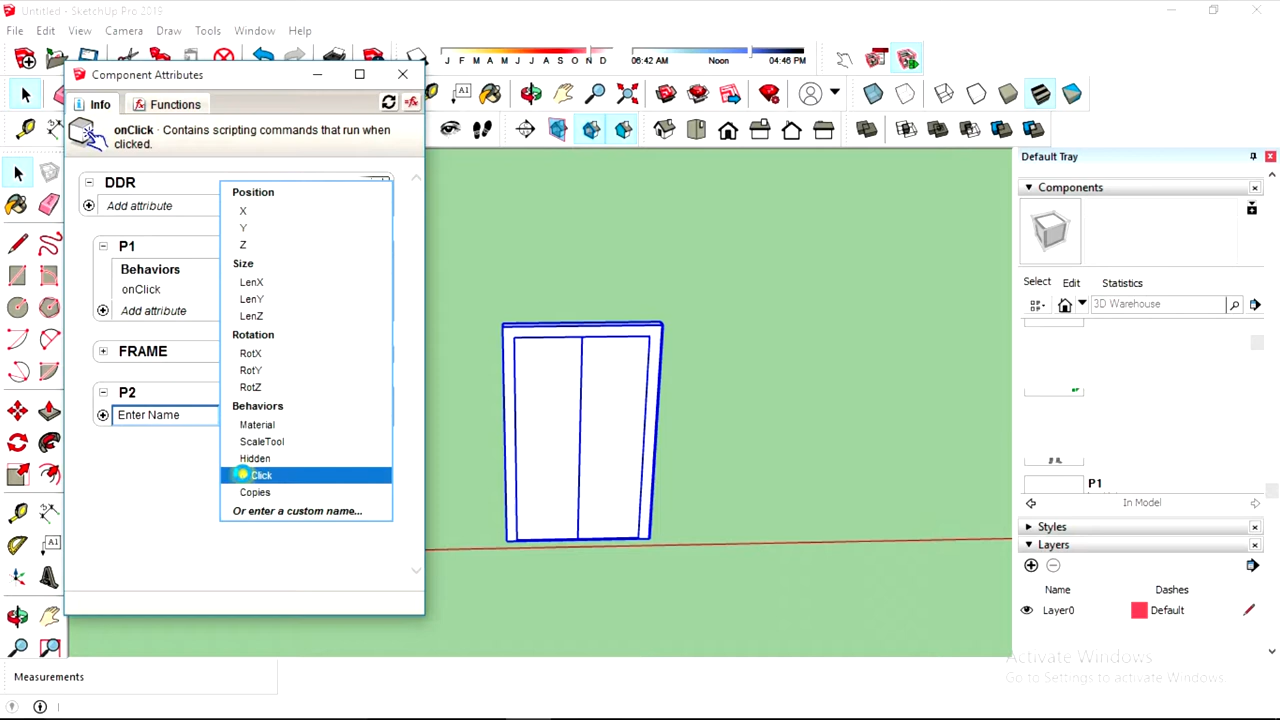 Untitled - SketchUp Pro 2019
File Edit View Camera Draw Tools Window Help
J F M A M J J A S O N D
06:42 AM Noon 04:46 PM
Component Attributes
Info Functions
onClick · Contains scripting commands that run when
clicked.
DDR
Add attribute
P1
Behaviors
onClick
Add attribute
FRAME
P2
Enter Name
Position
X
Y
Z
Size
LenX
LenY
LenZ
Rotation
RotX
RotY
RotZ
Behaviors
Material
ScaleTool
Hidden
Click
Copies
Or enter a custom name...
A1
A1
Default Tray
Components
Select Edit Statistics
3D Warehouse
P1
In Model
Styles
Layers
Name Dashes
Layer0 Default
Activate Windows
Go to Settings to activate Windows.
Measurements